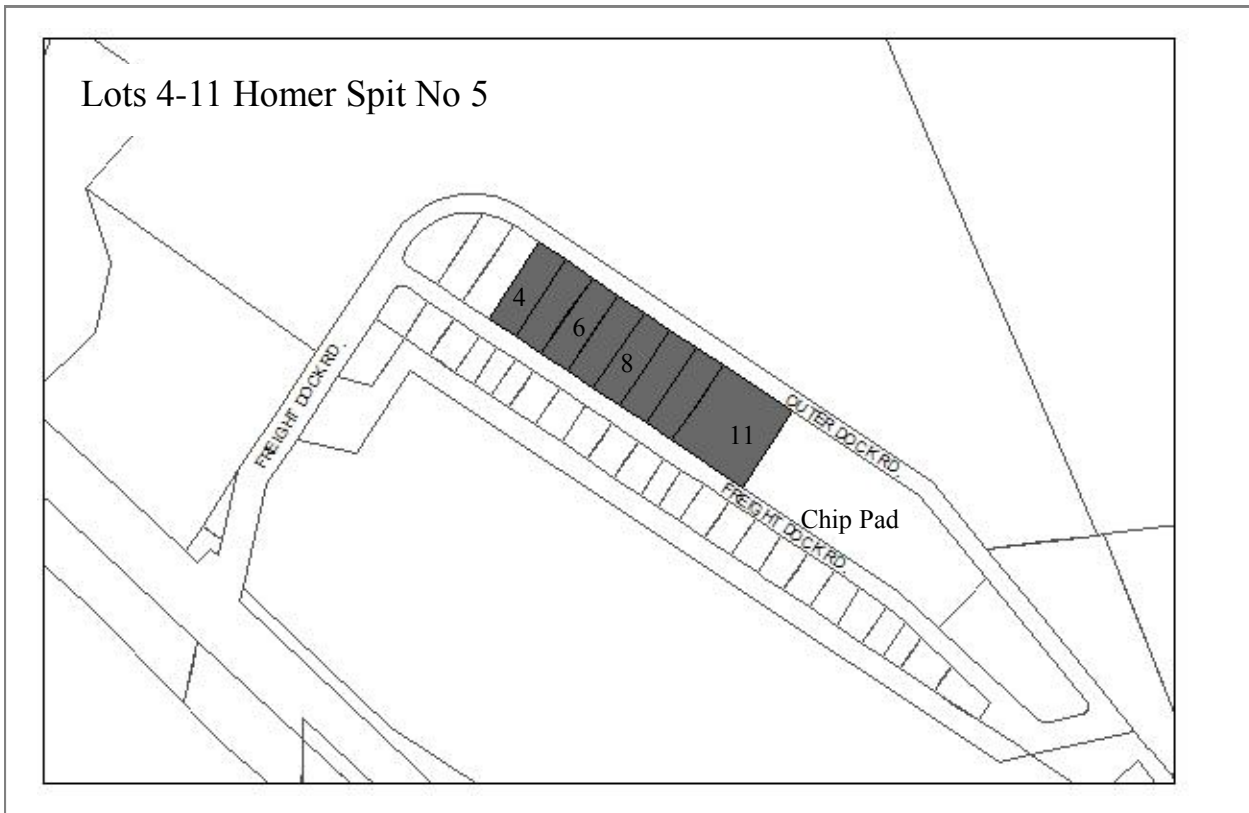 Lots 4-11 Homer Spit No 5
4
6
8
11
FREIGHT DOCK RD.
OUTER DOCK RD.
FREIGHT DOCK RD.
Chip Pad